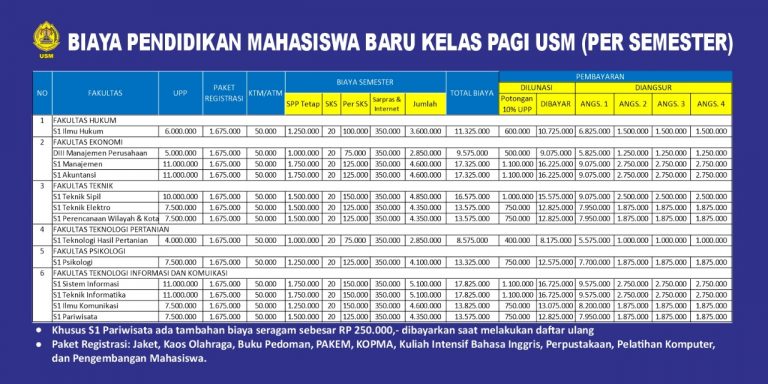 USM
BIAYA PENDIDIKAN MAHASISWA BARU KELAS PAGI USM (PER SEMESTER)
NO FAKULTAS UPP PAKET REGISTRASI KTM/ATM BIAYA SEMESTER TOTAL BIAYA PEMBAYARAN
DILUNASI DIANGSUR
SPP Tetap SKS Per SKS Sarpras & Internet Jumlah Potongan 10% UPP DIBAYAR ANGS. 1 ANGS. 2 ANGS. 3 ANGS. 4
1 FAKULTAS HUKUM
S1 Ilmu Hukum 6.000.000 1.675.000 50.000 1.250.000 20 100.000 350.000 3.600.000 11.325.000 600.000 10.725.000 6.825.000 1.500.000 1.500.000 1.500.000
2 FAKULTAS EKONOMI
DIII Manajemen Perusahaan 5.000.000 1.675.000 50.000 1.000.000 20 75.000 350.000 2.850.000 9.575.000 500.000 9.075.000 5.825.000 1.250.000 1.250.000 1.250.000
S1 Manajemen 11.000.000 1.675.000 50.000 1.750.000 20 125.000 350.000 4.600.000 17.325.000 1.100.000 16.225.000 9.075.000 2.750.000 2.750.000 2.750.000
S1 Akuntansi 11.000.000 1.675.000 50.000 1.750.000 20 125.000 350.000 4.600.000 17.325.000 1.100.000 16.225.000 9.075.000 2.750.000 2.750.000 2.750.000
3 FAKULTAS TEKNIK
S1 Teknik Sipil 10.000.000 1.675.000 50.000 1.500.000 20 150.000 350.000 4.850.000 16.575.000 1.000.000 15.575.000 9.075.000 2.500.000 2.500.000 2.500.000
S1 Teknik Elektro 7.500.000 1.675.000 50.000 1.500.000 20 125.000 350.000 4.350.000 13.575.000 750.000 12.825.000 7.950.000 1.875.000 1.875.000 1.875.000
S1 Perencanaan Wilayah & Kota 7.500.000 1.675.000 50.000 1.500.000 20 125.000 350.000 4.350.000 13.575.000 750.000 12.825.000 7.950.000 1.875.000 1.875.000 1.875.000
4 FAKULTAS TEKNOLOGI PERTANIAN
S1 Teknologi Hasil Pertanian 4.000.000 1.675.000 50.000 1.000.000 20 75.000 350.000 2.850.000 8.575.000 400.000 8.175.000 5.575.000 1.000.000 1.000.000 1.000.000
5 FAKULTAS PSIKOLOGI
S1 Psikologi 7.500.000 1.675.000 50.000 1.250.000 20 125.000 350.000 4.100.000 13.325.000 750.000 12.575.000 7.700.000 1.875.000 1.875.000 1.875.000
6 FAKULTAS TEKNOLOGI INFORMASI DAN KOMUIKASI
S1 Sistem Informasi 11.000.000 1.675.000 50.000 1.750.000 20 150.000 350.000 5.100.000 17.825.000 1.100.000 16.725.000 9.575.000 2.750.000 2.750.000 2.750.000
S1 Teknik Informatika 11.000.000 1.675.000 50.000 1.750.000 20 150.000 350.000 5.100.000 17.825.000 1.100.000 16.725.000 9.575.000 2.750.000 2.750.000 2.750.000
S1 Ilmu Komunikasi 7.500.000 1.675.000 50.000 1.750.000 20 125.000 350.000 4.600.000 13.825.000 750.000 13.075.000 8.200.000 1.875.000 1.875.000 1.875.000
S1 Pariwisata 7.500.000 1.675.000 50.000 1.500.000 20 125.000 350.000 4.350.000 13.575.000 750.000 12.825.000 7.950.000 1.875.000 1.875.000 1.875.000
● Khusus S1 Pariwisata ada tambahan biaya seragam sebesar RP 250.000,- dibayarkan saat melakukan daftar ulang
● Paket Registrasi: Jaket, Kaos Olahraga, Buku Pedoman, PAKEM, KOPMA, Kuliah Intensif Bahasa Inggris, Perpustakaan, Pelatihan Komputer,
dan Pengembangan Mahasiswa.